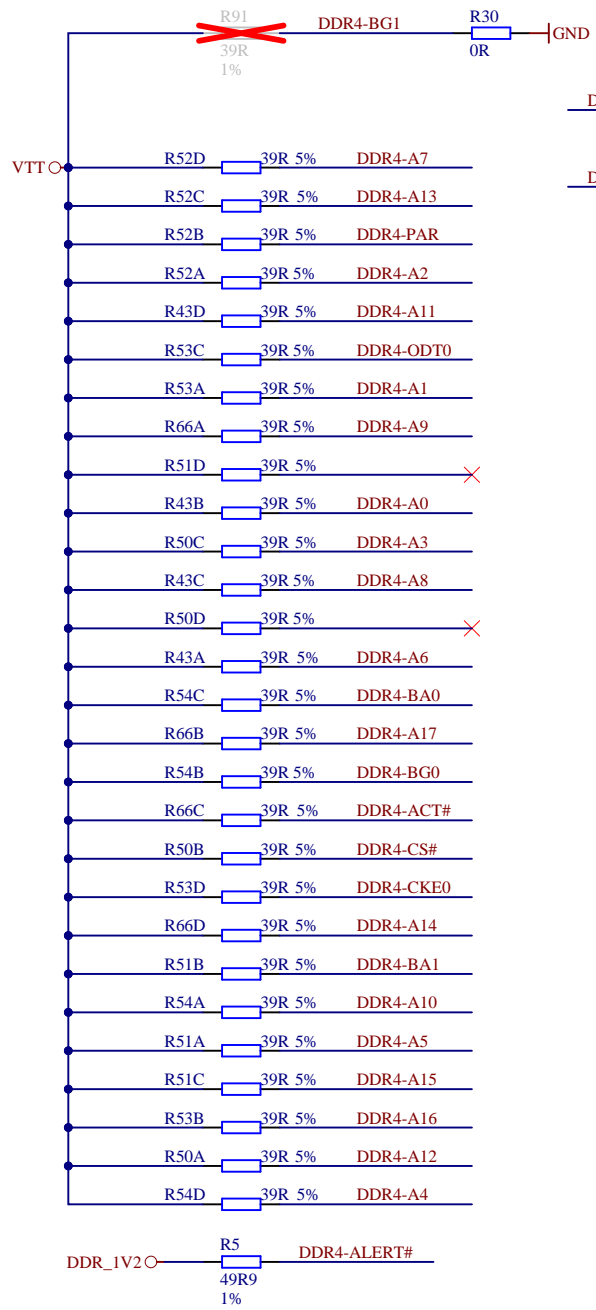 R91
DDR4-BG1
R30
39R
0R
GND
1%
D
VTT
R52D 39R 5% DDR4-A7
D
R52C 39R 5% DDR4-A13
R52B 39R 5% DDR4-PAR
R52A 39R 5% DDR4-A2
R43D 39R 5% DDR4-A11
R53C 39R 5% DDR4-ODT0
R53A 39R 5% DDR4-A1
R66A 39R 5% DDR4-A9
R51D 39R 5%
R43B 39R 5% DDR4-A0
R50C 39R 5% DDR4-A3
R43C 39R 5% DDR4-A8
R50D 39R 5%
R43A 39R 5% DDR4-A6
R54C 39R 5% DDR4-BA0
R66B 39R 5% DDR4-A17
R54B 39R 5% DDR4-BG0
R66C 39R 5% DDR4-ACT#
R50B 39R 5% DDR4-CS#
R53D 39R 5% DDR4-CKE0
R66D 39R 5% DDR4-A14
R51B 39R 5% DDR4-BA1
R54A 39R 5% DDR4-A10
R51A 39R 5% DDR4-A5
R51C 39R 5% DDR4-A15
R53B 39R 5% DDR4-A16
R50A 39R 5% DDR4-A12
R54D 39R 5% DDR4-A4
R5
DDR4-ALERT#
DDR_1V2
49R9
1%